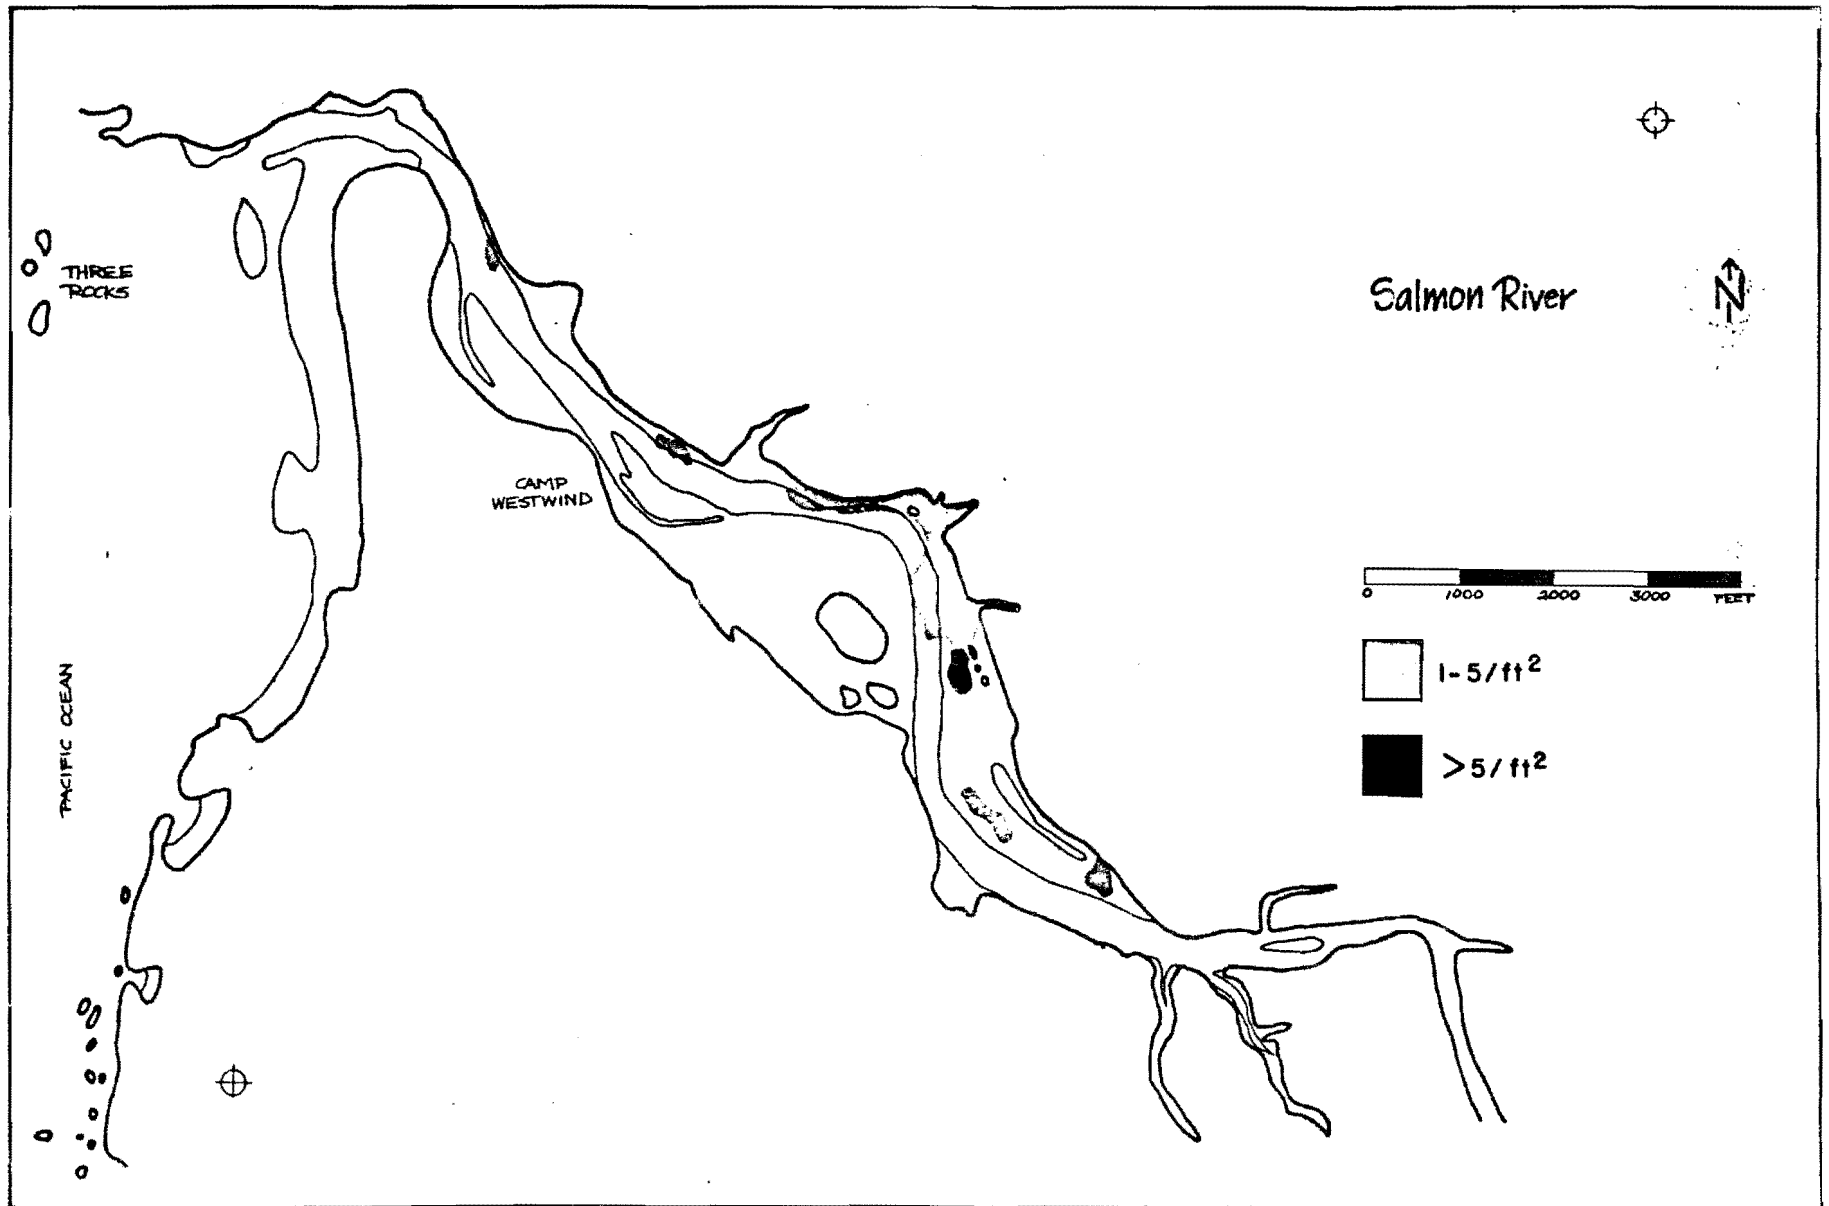 THREE
ROCKS
Salmon River
N
CAMP
WESTWIND
0 1000 2000 3000 FEET
1-5/ft²
>5/ft²
PACIFIC OCEAN